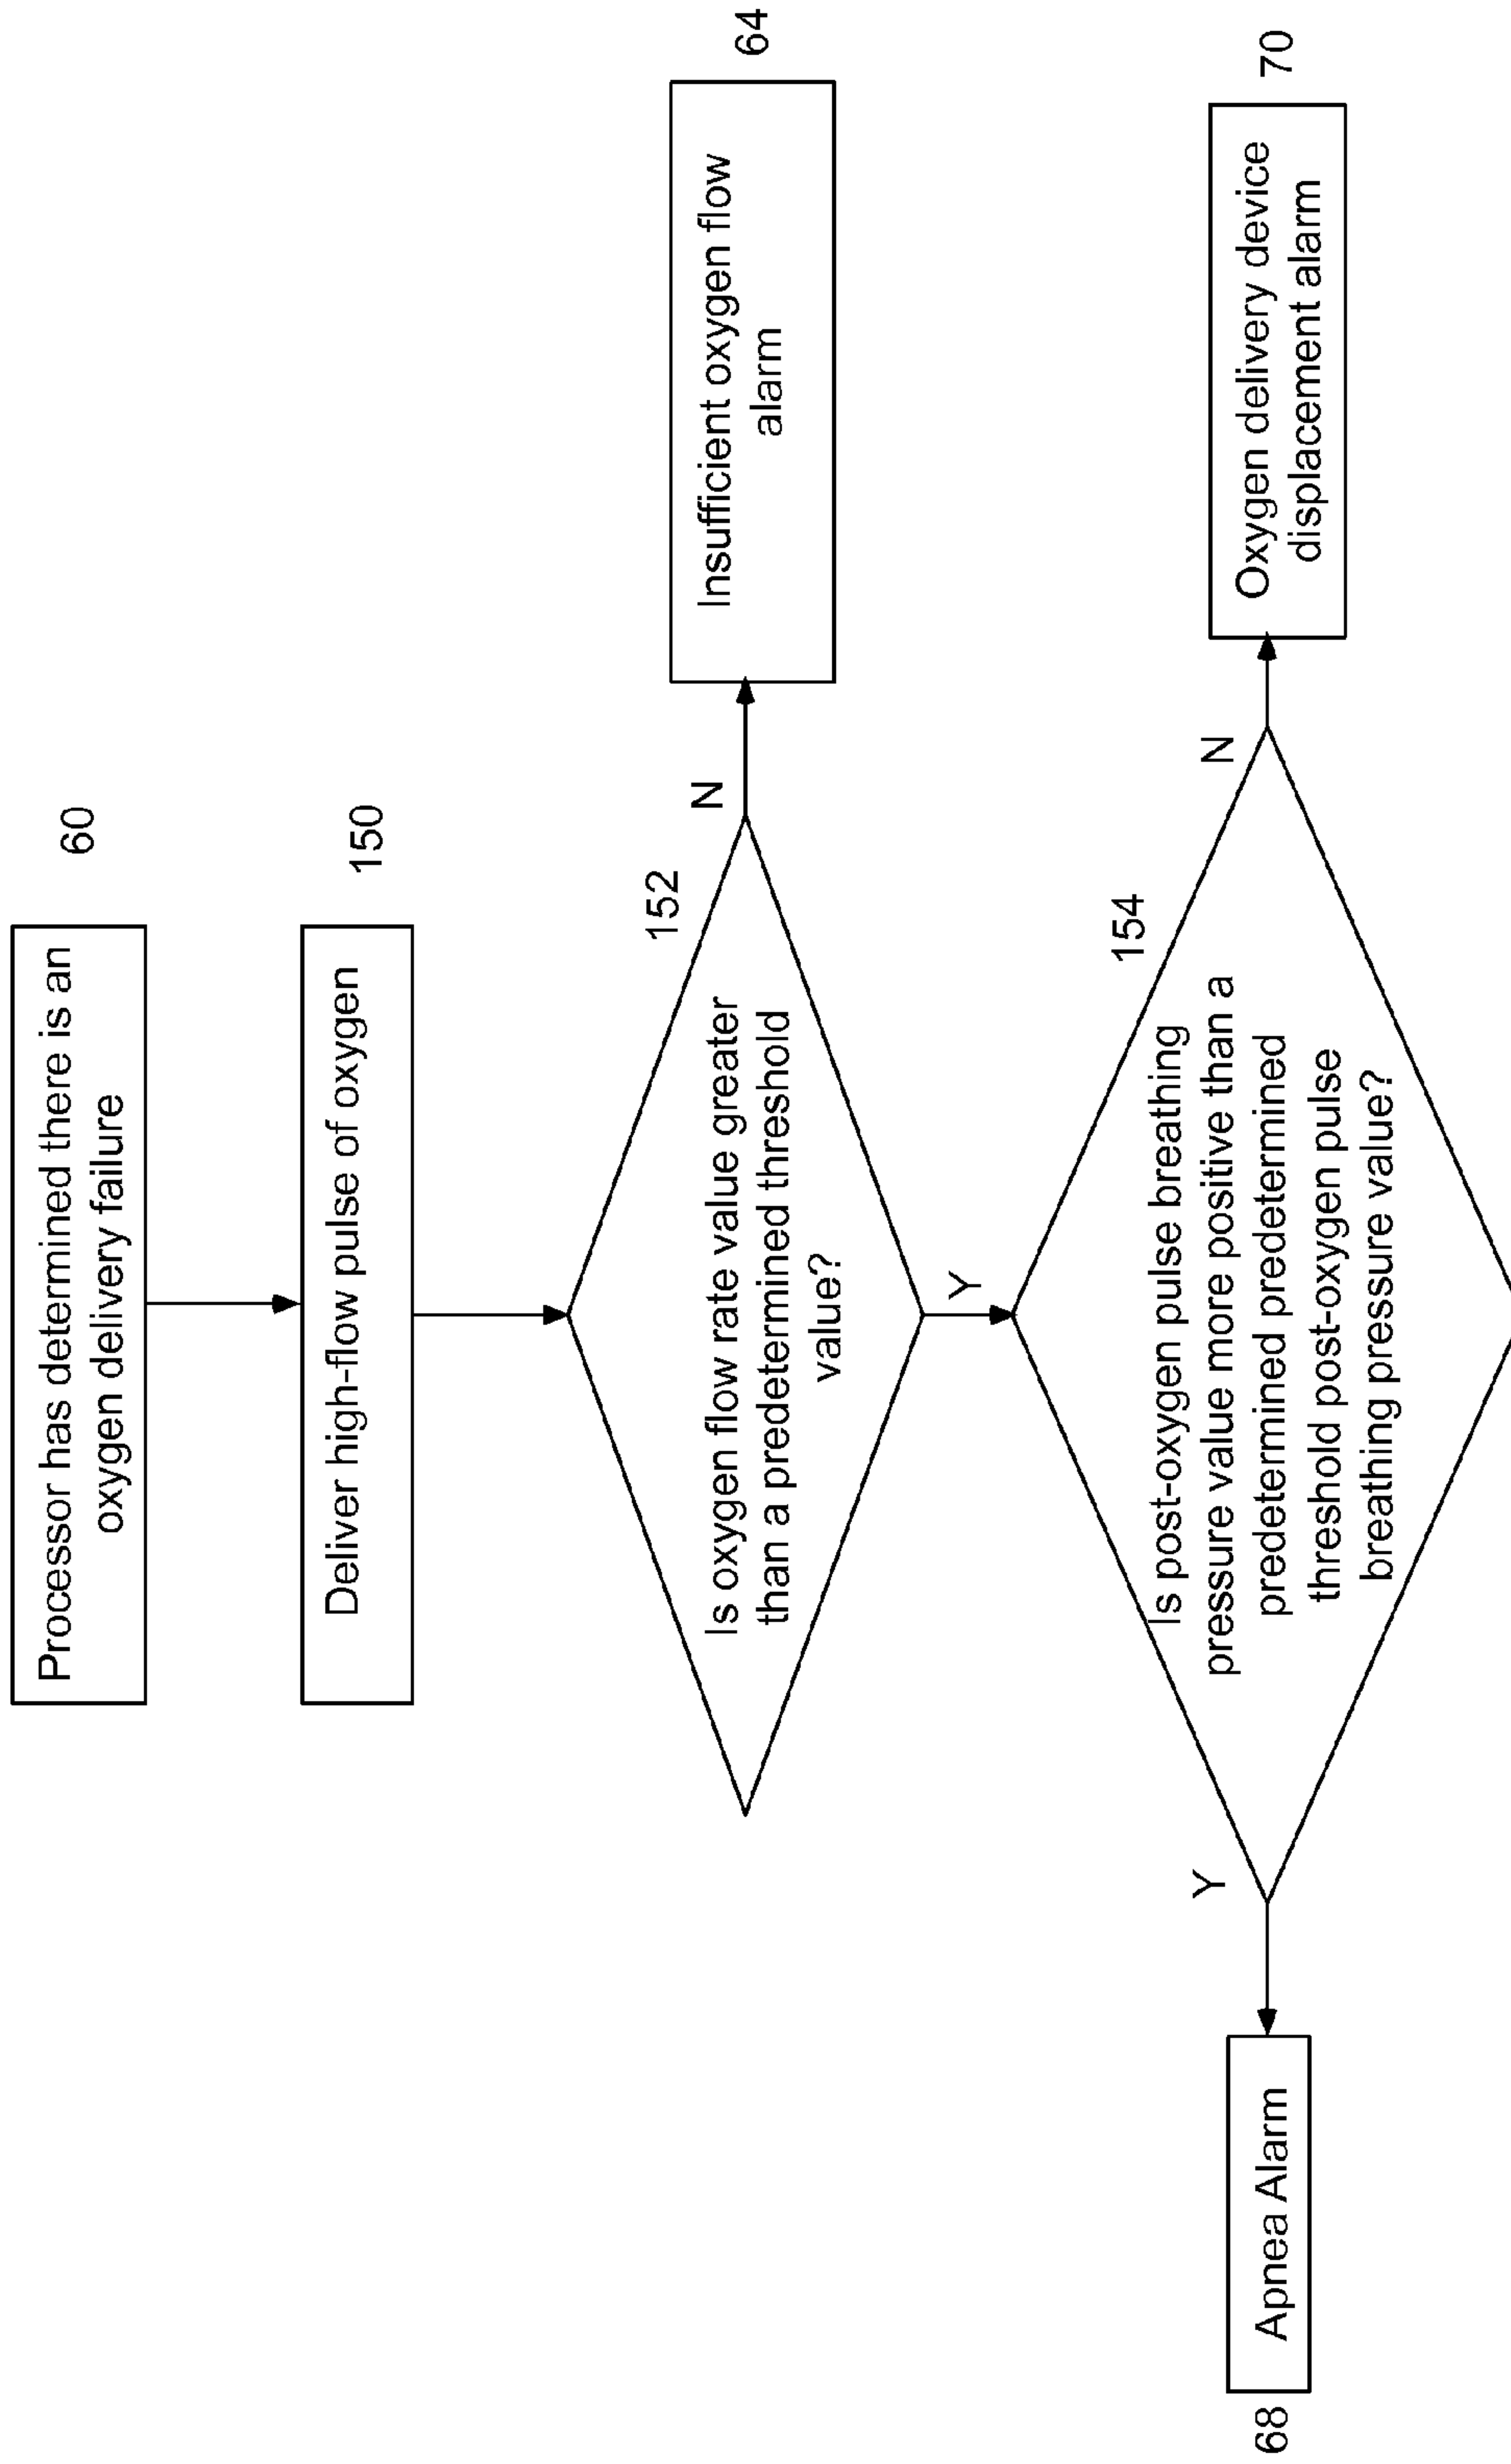 Processor has determined there is an
oxygen delivery failure
60
Deliver high-flow pulse of oxygen
150
152
Is oxygen flow rate value greater
than a predetermined threshold
value?
N
Insufficient oxygen flow
alarm
64
Y
154
Is post-oxygen pulse breathing
pressure value more positive than a
predetermined predetermined
threshold post-oxygen pulse
breathing pressure value?
Y
68
Apnea Alarm
N
Oxygen delivery device
displacement alarm
70